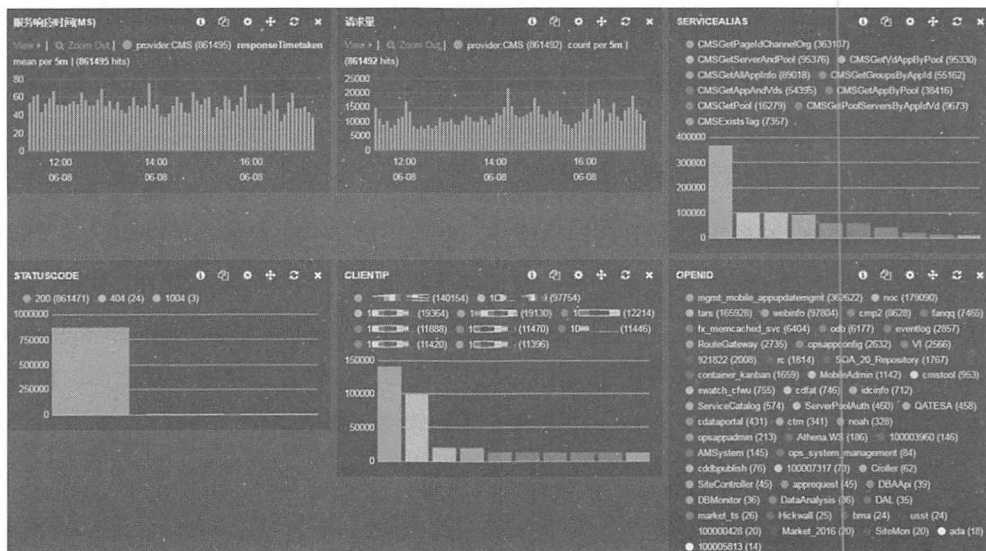 服务响应时间(MS)
View ▸ | Zoom Out | provider:CMS (861495) responseTimetaken
mean per 5m | (861495 hits)
80
60
40
20
0
12:00 14:00 16:00
06-08 06-08 06-08
请求量
View ▸ | Zoom Out | provider:CMS (861492) count per 5m |
(861492 hits)
25000
20000
15000
10000
5000
0
12:00 14:00 16:00
06-08 06-08 06-08
SERVICEALIAS
CMSGetPageIdChannelOrg (363107)
CMSGetServerAndPool (95376) CMSGetVdAppByPool (95330)
CMSGetAllAppInfo (89018) CMSGetGroupsByAppId (55162)
CMSGetAppAndVds (54395) CMSGetAppByPool (38416)
CMSGetPool (16279) CMSGetPoolServersByAppIdVd (9673)
CMSExistsTag (7357)
400000
300000
200000
100000
0
STATUSCODE
200 (861471) 404 (24) 1004 (3)
1000000
750000
500000
250000
0
CLIENTIP
(140154) (97754)
(19364) (19130) (12214)
(11888) (11470) (11446)
(11420) (11396)
150000
100000
50000
0
OPENID
mgmt_mobile_appupdatemgmt (362622) noc (179090)
tars (165928) webinfo (97804) cmp2 (8628) fanqq (7465)
fx_memcached_svc (6404) odb (6177) eventlog (2857)
RouteGateway (2735) opsappconfig (2632) VI (2566)
921822 (2008) rc (1814) SQA_20_Repository (1767)
container_kanban (1659) MobileAdmin (1142) cmstool (953)
ewatch_cfwu (755) cdfat (746) idcinfo (712)
ServiceCatalog (574) ServerPoolAuth (460) QATESA (458)
cdataportal (431) ctm (341) noah (328)
opsappadmin (213) Athena.WS (186) 100003960 (146)
AMSystem (145) ops_system_management (84)
cddbpublish (76) 100007317 (73) Croller (62)
SiteController (45) apprequest (45) DBAApi (39)
DBMonitor (36) DataAnalysis (36) DAL (35)
market_ts (26) Hickwall (25) bma (24) usst (24)
100000428 (20) Market_2016 (20) SiteMon (20) ada (18)
100005813 (14)